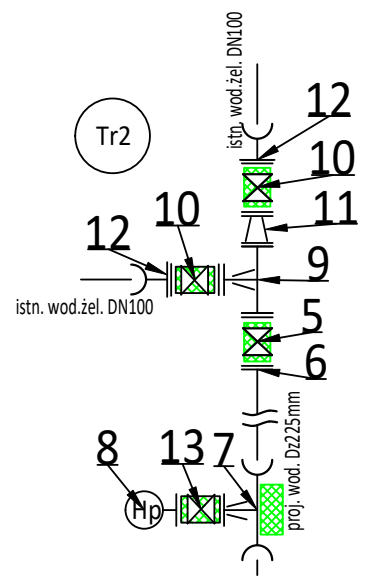 istn. wod.żel. DN100
12
Tr2
10
11
10
12
9
istn. wod.żel. DN100
5
6
proj. wod. Dz225mm
8
13
7
Hp